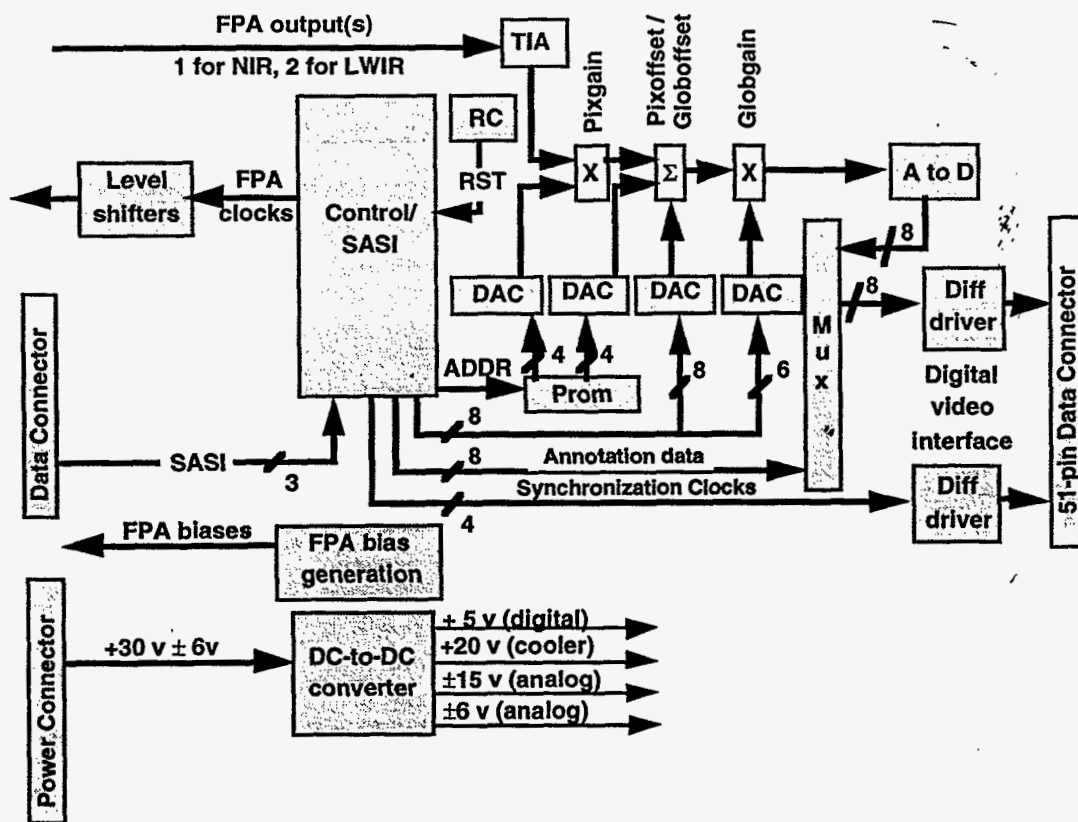 FPA output(s)
1 for NIR, 2 for LWIR
TIA
Pixgain
Pixoffset /
Globoffset
Globgain
RC
RST
X
Σ
X
A to D
Level
shifters
FPA
clocks
Control/
SASI
8
DAC
DAC
DAC
DAC
Mux
8
Diff
driver
4
4
8
6
ADDR
Prom
Digital
video
interface
Data Connector
SASI
3
8
8
Annotation data
Synchronization Clocks
4
Diff
driver
51-pin Data Connector
FPA biases
FPA bias
generation
Power Connector
+30 v ± 6v
DC-to-DC
converter
+ 5 v (digital)
+20 v (cooler)
±15 v (analog)
±6 v (analog)